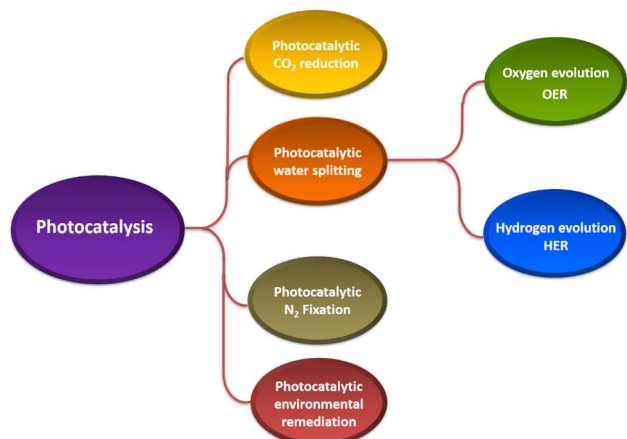 Photocatalysis
Photocatalytic
CO₂ reduction
Photocatalytic
water splitting
Photocatalytic
N₂ Fixation
Photocatalytic
environmental
remediation
Oxygen evolution
OER
Hydrogen evolution
HER